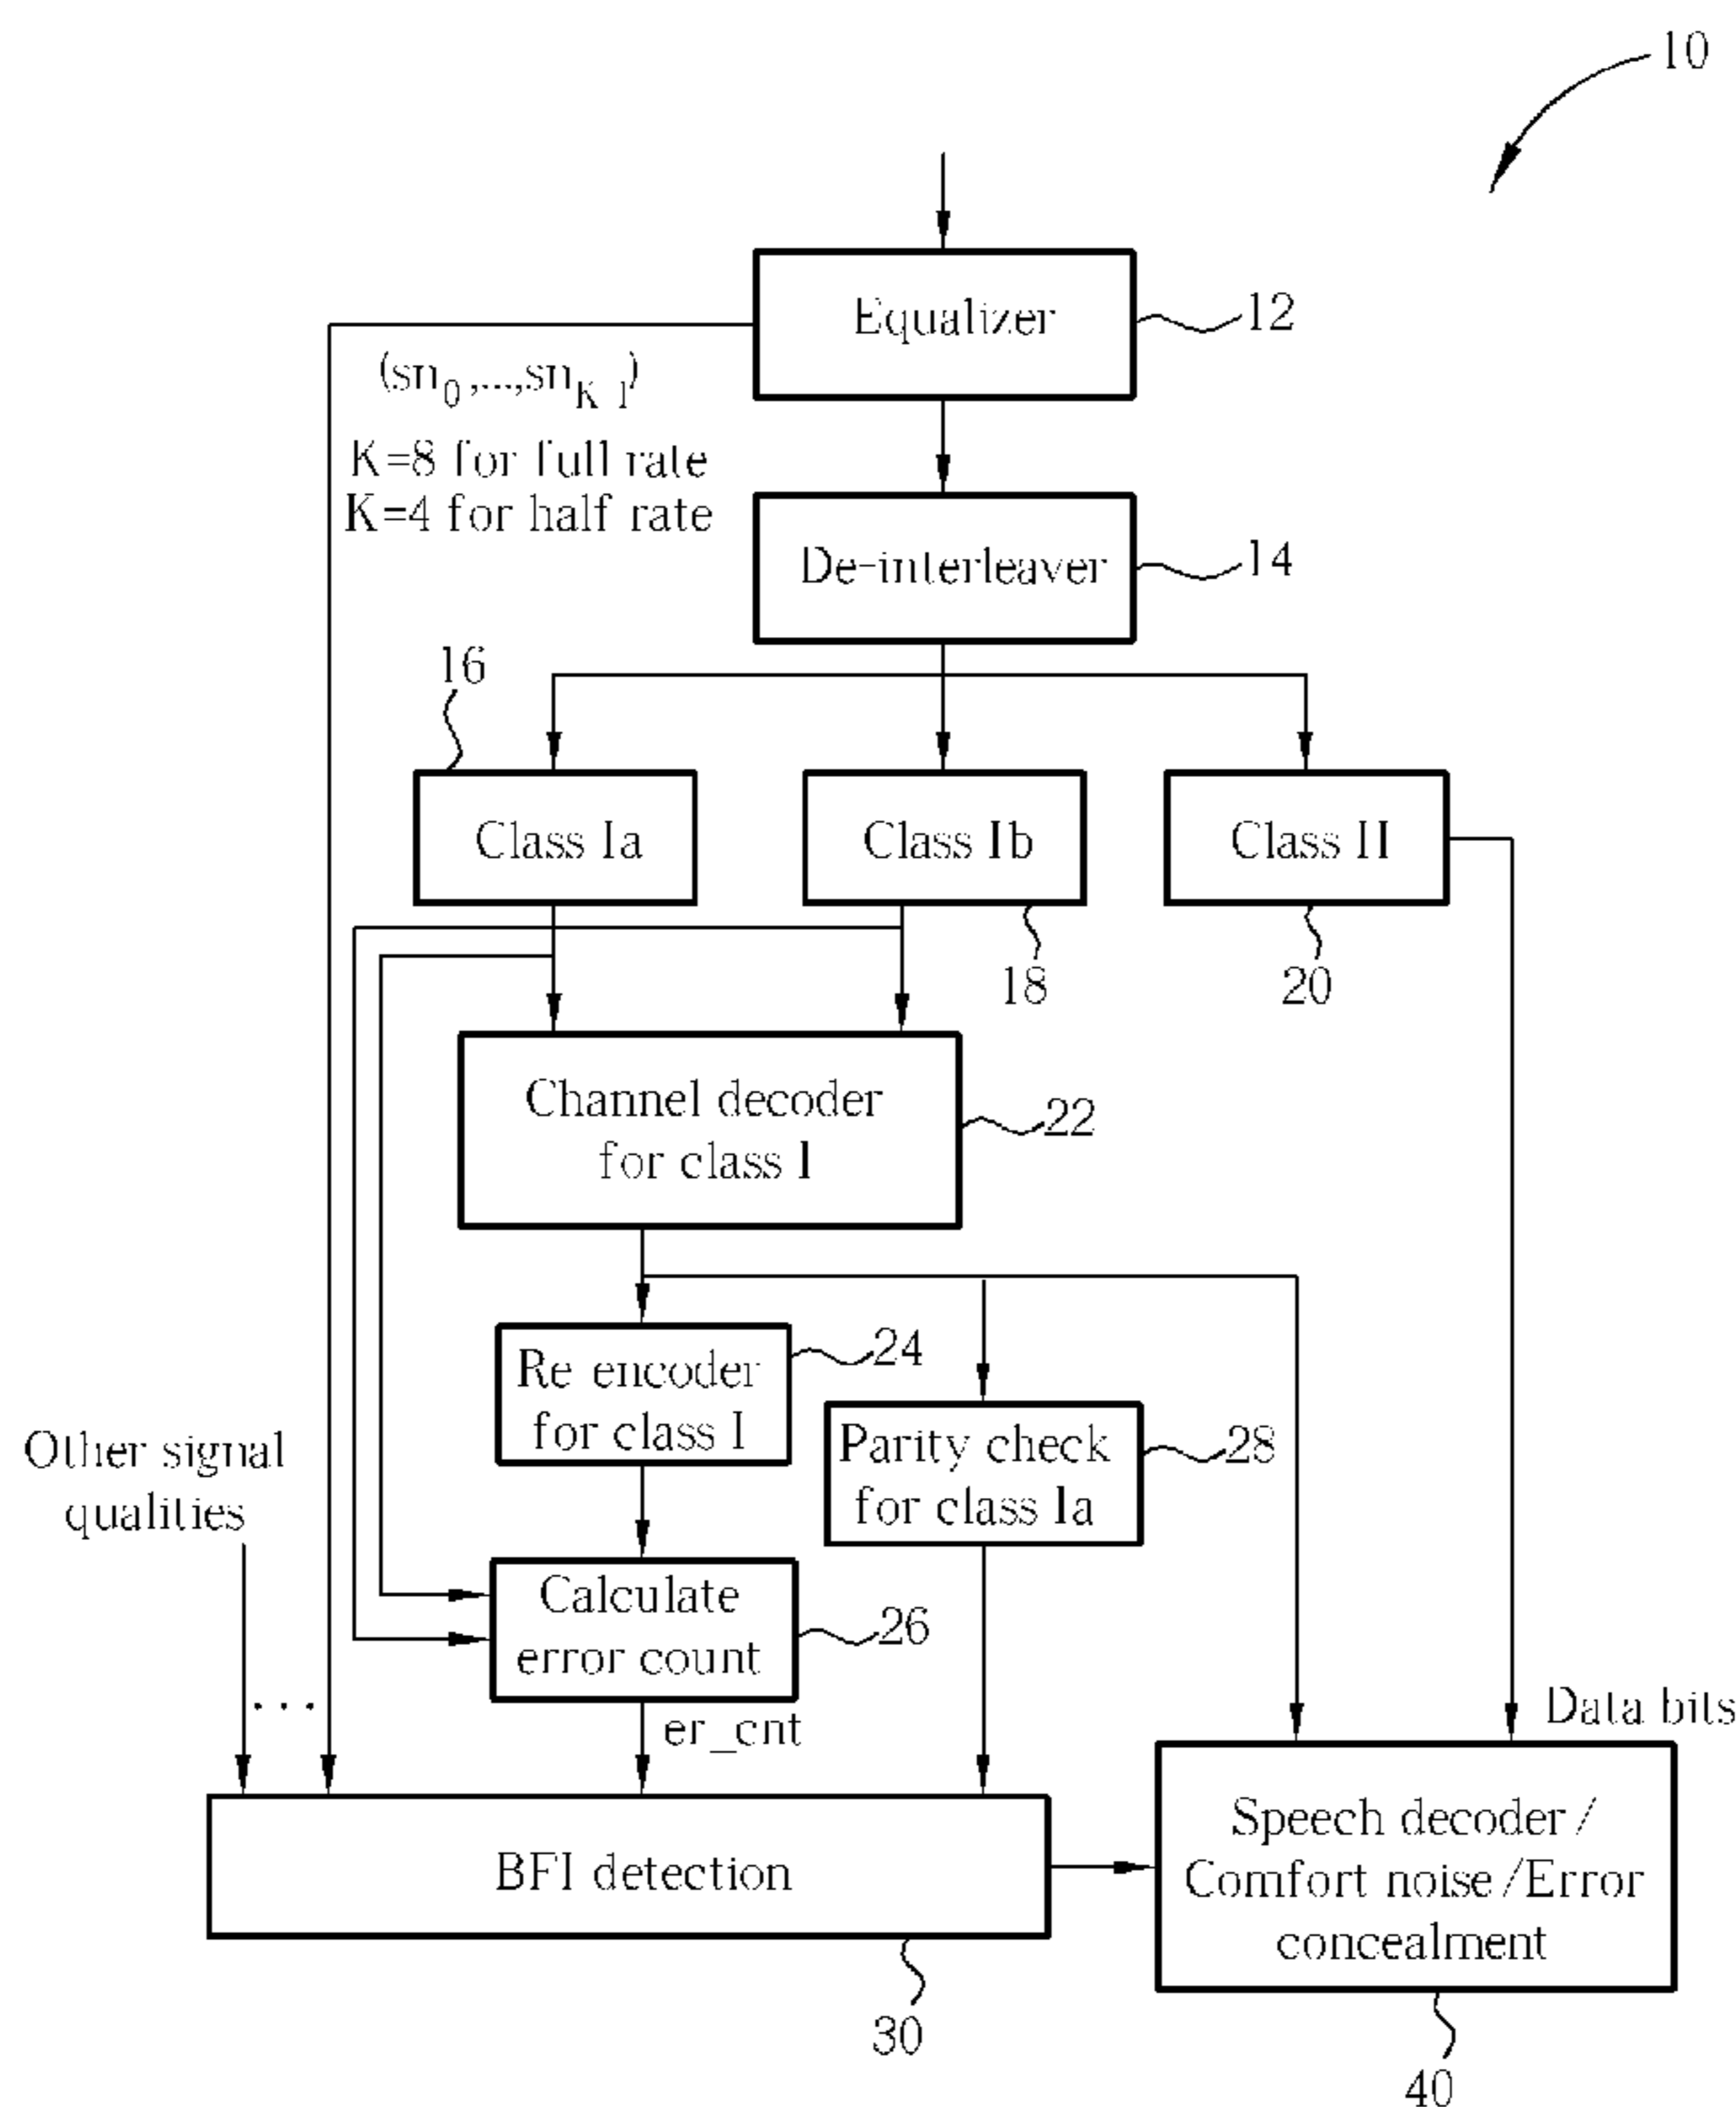 10
Equalizer
12
(sn0,...,snK 1)
K=8 for full rate
K=4 for half rate
De-interleaver
14
16
Class Ia
Class Ib
Class II
18
20
Channel decoder
for class I
22
Re encoder
for class I
24
Parity check
for class Ia
28
Other signal
qualities
Calculate
error count
26
...
er_cnt
Data bits
BFI detection
Speech decoder/
Comfort noise/Error
concealment
30
40